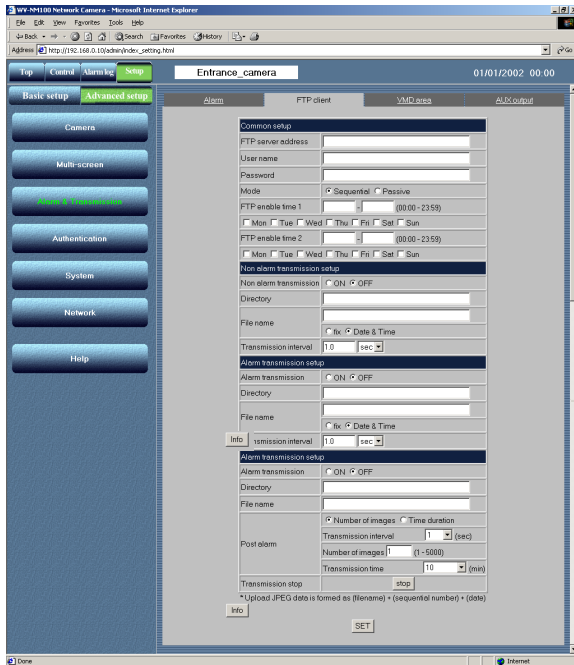 WV-NM100 Network Camera - Microsoft Internet Explorer
File Edit View Favorites Tools Help
Back Search Favorites History
Address http://192.168.0.10/admin/index_setting.html Go
Top Control Alarm log Setup Entrance_camera 01/01/2002 00:00
Basic setup Advanced setup
Alarm FTP client VMD area AUX output
Camera
Multi-screen
Alarm & Transmission
Authentication
System
Network
Help
Common setup
FTP server address
User name
Password
Mode Sequential Passive
FTP enable time 1 - (00:00 - 23:59)
Mon Tue Wed Thu Fri Sat Sun
FTP enable time 2 - (00:00 - 23:59)
Mon Tue Wed Thu Fri Sat Sun
Non alarm transmission setup
Non alarm transmission ON OFF
Directory
File name
fix Date & Time
Transmission interval 1.0 sec
Alarm transmission setup
Alarm transmission ON OFF
Directory
File name
fix Date & Time
Info nsmission interval 1.0 sec
Alarm transmission setup
Alarm transmission ON OFF
Directory
File name
Post alarm
Number of images Time duration
Transmission interval 1 (sec)
Number of images 1 (1 - 5000)
Transmission time 10 (min)
Transmission stop stop
* Upload JPEG data is formed as (filename) + (sequential number) + (date)
Info
SET
Done Internet